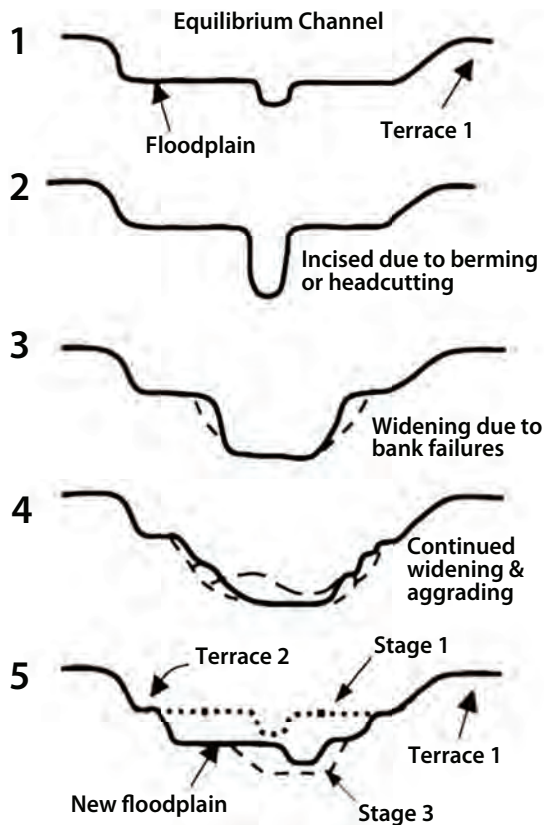 Equilibrium Channel
1
Floodplain
Terrace 1
2
Incised due to berming
or headcutting
3
Widening due to
bank failures
4
Continued
widening &
aggrading
5
Terrace 2
Stage 1
Terrace 1
New floodplain
Stage 3